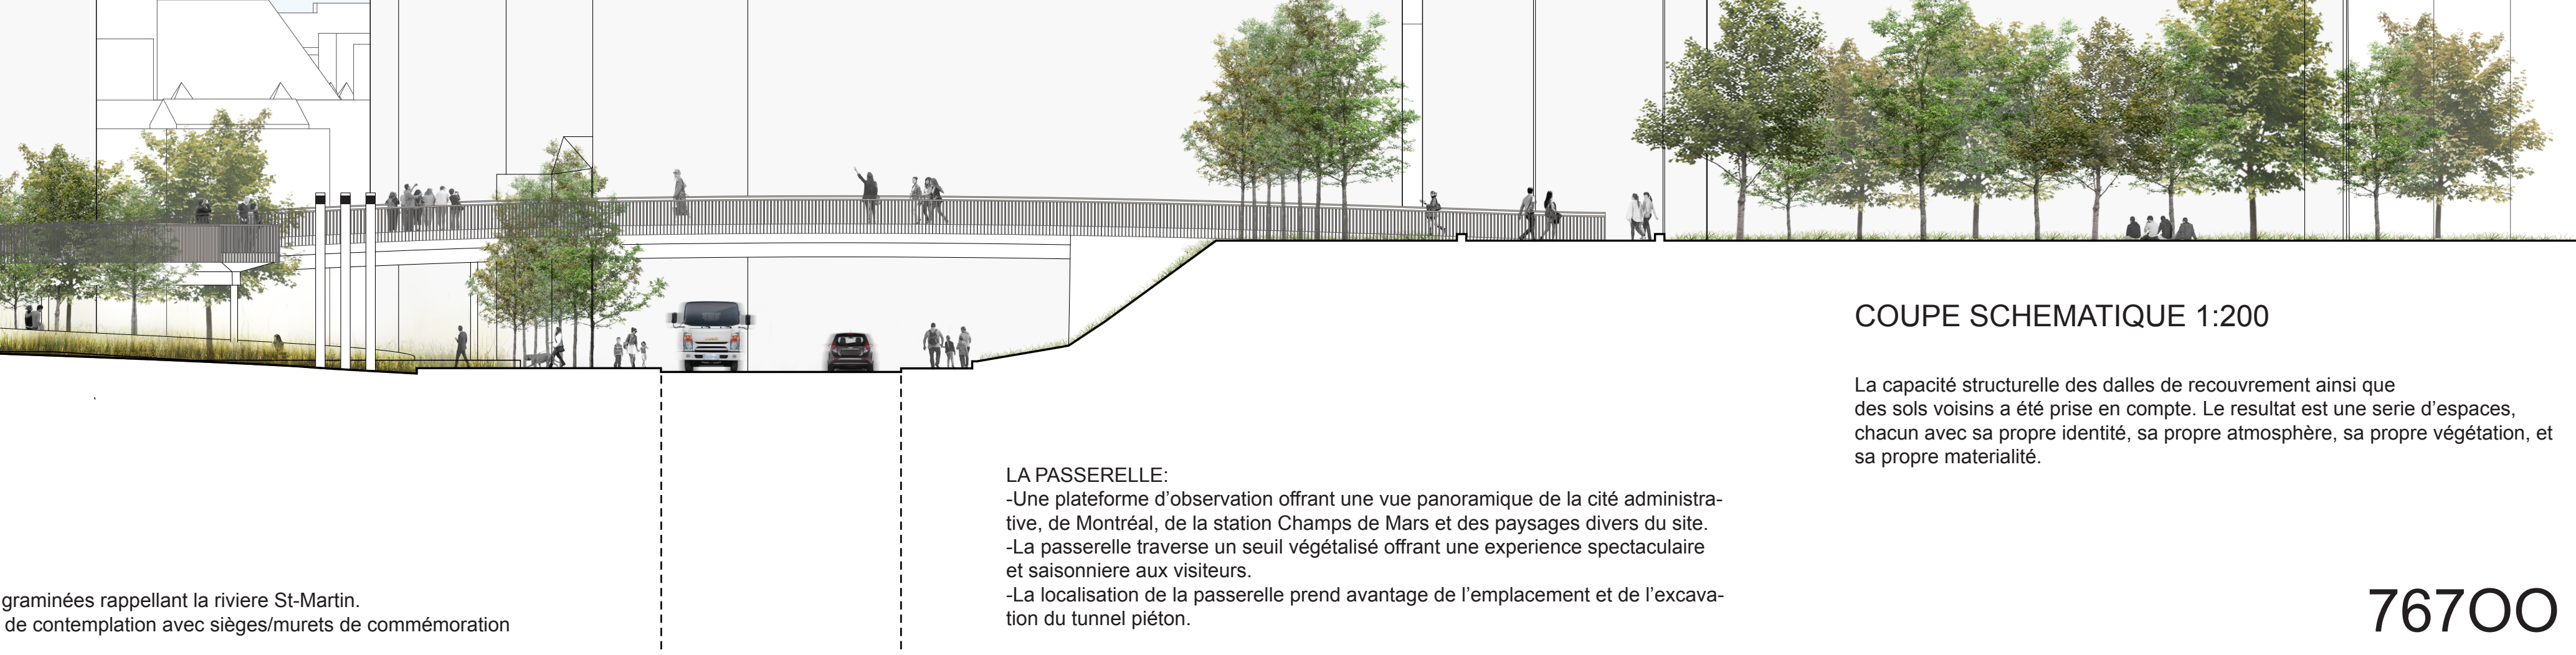 COUPE SCHEMATIQUE 1:200
La capacité structurelle des dalles de recouvrement ainsi que
des sols voisins a été prise en compte. Le resultat est une serie d’espaces,
chacun avec sa propre identité, sa propre atmosphère, sa propre végétation, et
sa propre materialité.
LA PASSERELLE:
-Une plateforme d’observation offrant une vue panoramique de la cité administra-
tive, de Montréal, de la station Champs de Mars et des paysages divers du site.
-La passerelle traverse un seuil végétalisé offrant une experience spectaculaire
et saisonniere aux visiteurs.
-La localisation de la passerelle prend avantage de l’emplacement et de l’excava-
tion du tunnel piéton.
graminées rappellant la riviere St-Martin.
de contemplation avec sièges/murets de commémoration
767OO